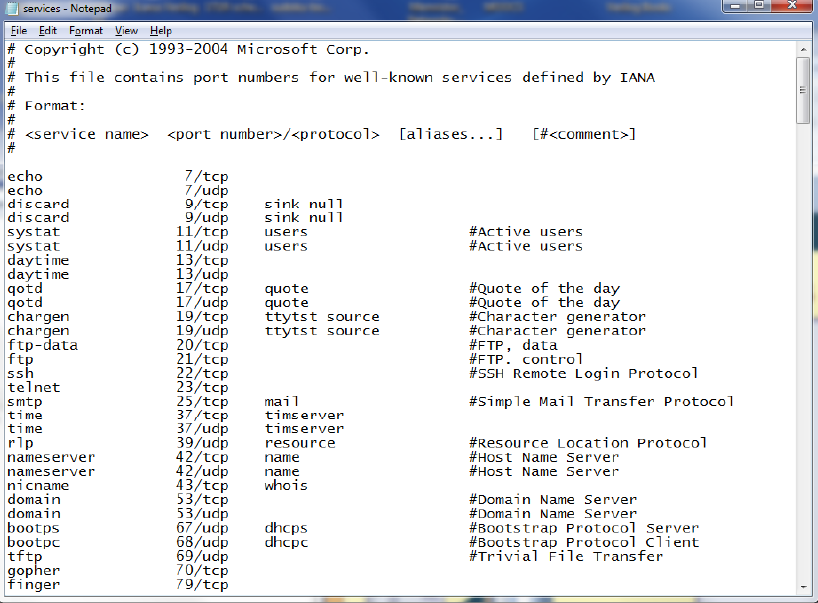 services - Notepad
File Edit Format View Help
# Copyright (c) 1993-2004 Microsoft Corp.
#
# This file contains port numbers for well-known services defined by IANA
#
# Format:
#
# <service name>  <port number>/<protocol>  [aliases...]   [#<comment>]
#
echo                7/tcp
echo                7/udp
discard             9/tcp    sink null
discard             9/udp    sink null
systat             11/tcp    users                  #Active users
systat             11/udp    users                  #Active users
daytime            13/tcp
daytime            13/udp
qotd               17/tcp    quote                  #Quote of the day
qotd               17/udp    quote                  #Quote of the day
chargen            19/tcp    ttytst source          #Character generator
chargen            19/udp    ttytst source          #Character generator
ftp-data           20/tcp                           #FTP, data
ftp                21/tcp                           #FTP. control
ssh                22/tcp                           #SSH Remote Login Protocol
telnet             23/tcp
smtp               25/tcp    mail                   #Simple Mail Transfer Protocol
time               37/tcp    timserver
time               37/udp    timserver
rlp                39/udp    resource               #Resource Location Protocol
nameserver         42/tcp    name                   #Host Name Server
nameserver         42/udp    name                   #Host Name Server
nicname            43/tcp    whois
domain             53/tcp                           #Domain Name Server
domain             53/udp                           #Domain Name Server
bootps             67/udp    dhcps                  #Bootstrap Protocol Server
bootpc             68/udp    dhcpc                  #Bootstrap Protocol Client
tftp               69/udp                           #Trivial File Transfer
gopher             70/tcp
finger             79/tcp